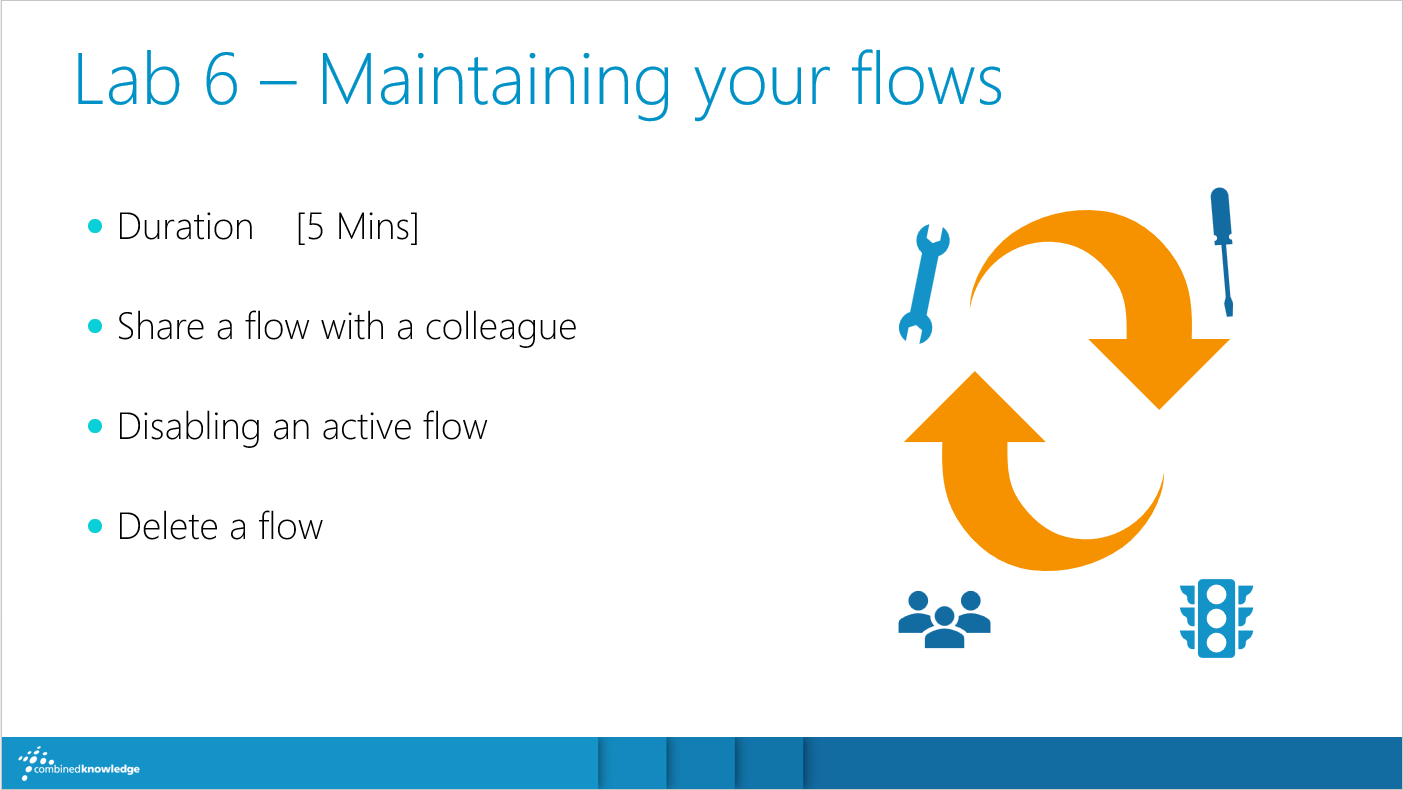 Lab 6 – Maintaining your flows
Duration [5 Mins]
Share a flow with a colleague
Disabling an active flow
Delete a flow
combinedknowledge